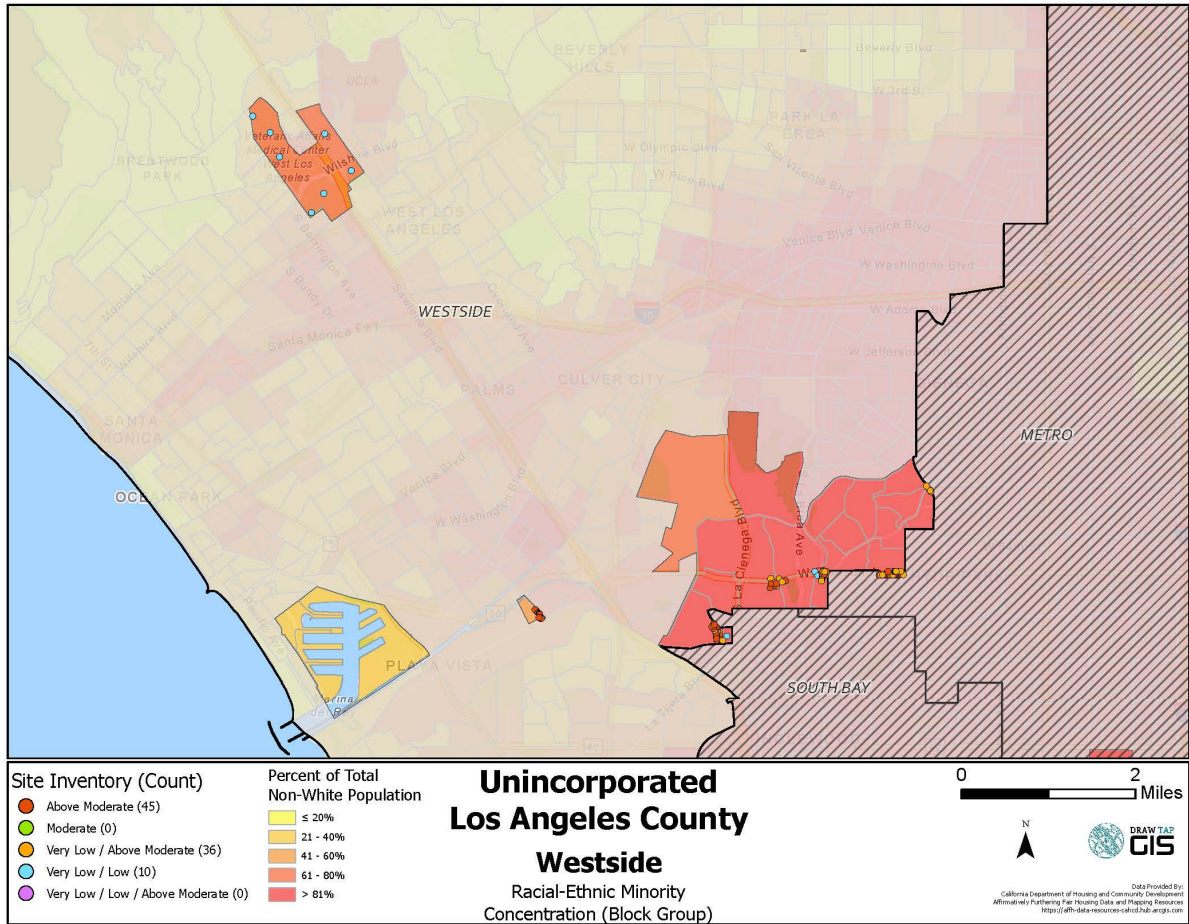 BEVERLY
HILLS
Beverly Blvd
UCLA
W 3rd St
PARK LA
BREA
Veterans Affairs
Medical Center
West Los
Angeles
Wilshire Blvd
BRENTWOOD
PARK
W Olympic Blvd
San Vicente Blvd
W Pico Blvd
WEST LOS
ANGELES
Venice Blvd Venice Blvd
S Barrington Ave
W Washington Blvd
S Bundy Dr
Montana Ave
Sawtelle Blvd
Overland Ave
WESTSIDE
10
W Adams
Santa Monica Fwy
Wilshire Blvd
7th St
W Jefferson Blvd
PALMS
CULVER CITY
SANTA
MONICA
METRO
Venice Blvd
OCEAN PARK
W Washington Blvd
La Cienega Blvd
Brea Ave
1
W
90
Pacific Ave
PLAYA VISTA
SOUTH BAY
La Tijera Blvd
Marina
del Rey
42
Site Inventory (Count)
Above Moderate (45)
Moderate (0)
Very Low / Above Moderate (36)
Very Low / Low (10)
Very Low / Low / Above Moderate (0)
Percent of Total
Non-White Population
≤ 20%
21 - 40%
41 - 60%
61 - 80%
> 81%
Unincorporated
Los Angeles County
Westside
Racial-Ethnic Minority
Concentration (Block Group)
0 2
Miles
N
DRAW TAP
GIS
Data Provided By:
California Department of Housing and Community Development
Affirmatively Furthering Fair Housing Data and Mapping Resources
https://affh-data-resources-cahcd.hub.arcgis.com